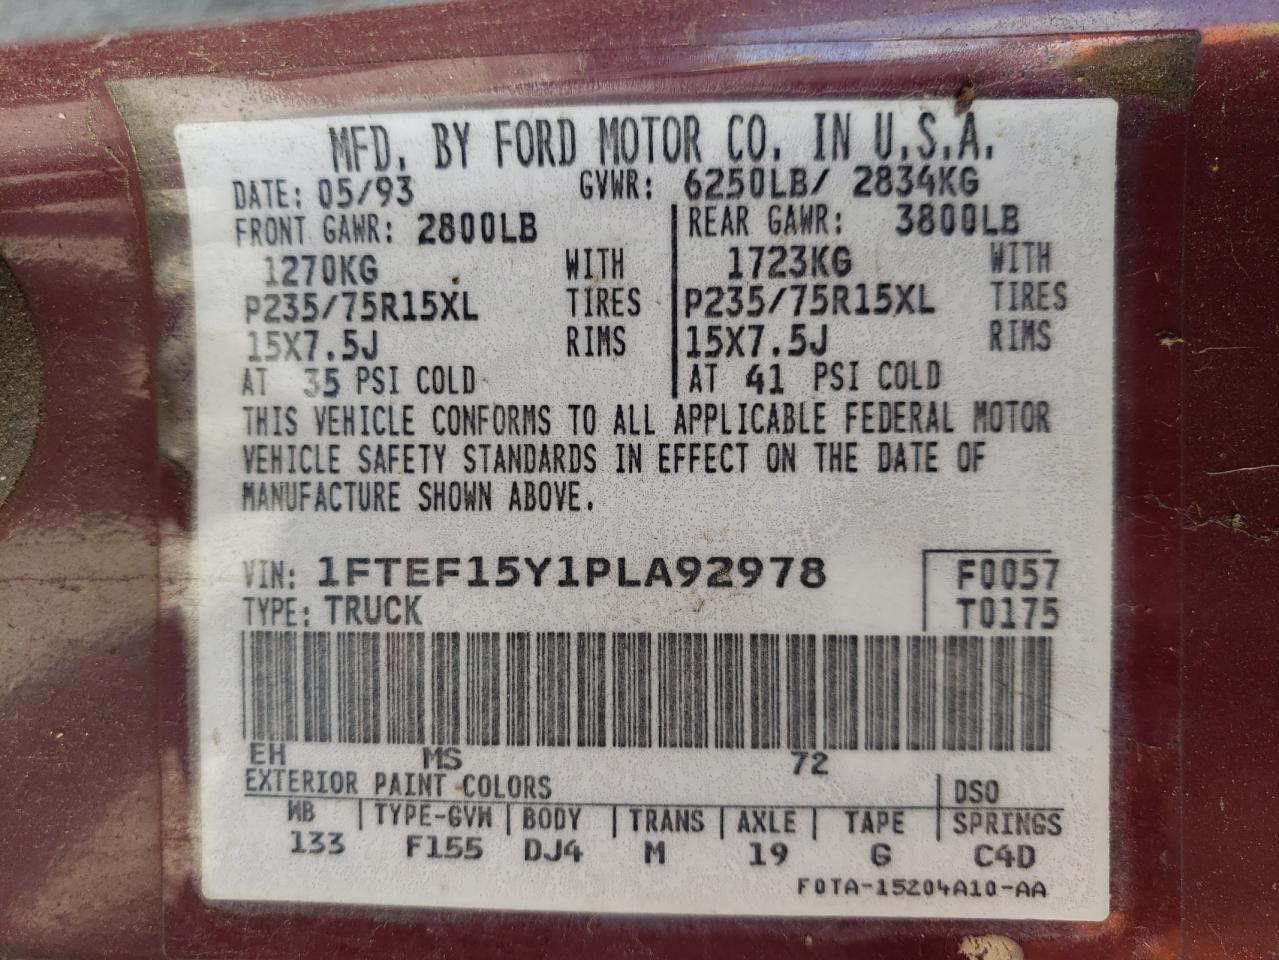 MFD. BY FORD MOTOR CO. IN U.S.A.
DATE: 05/93 GVWR: 6250LB/ 2834KG
FRONT GAWR: 2800LB REAR GAWR: 3800LB
1270KG WITH 1723KG WITH
P235/75R15XL TIRES P235/75R15XL TIRES
15X7.5J RIMS 15X7.5J RIMS
AT 35 PSI COLD AT 41 PSI COLD
THIS VEHICLE CONFORMS TO ALL APPLICABLE FEDERAL MOTOR
VEHICLE SAFETY STANDARDS IN EFFECT ON THE DATE OF
MANUFACTURE SHOWN ABOVE.
VIN: 1FTEF15Y1PLA92978 F0057
TYPE: TRUCK T0175
EH MS 72
EXTERIOR PAINT COLORS DSO
WB TYPE-GVW BODY TRANS AXLE TAPE SPRINGS
133 F155 DJ4 M 19 G C4D
F0TA-15204A10-AA